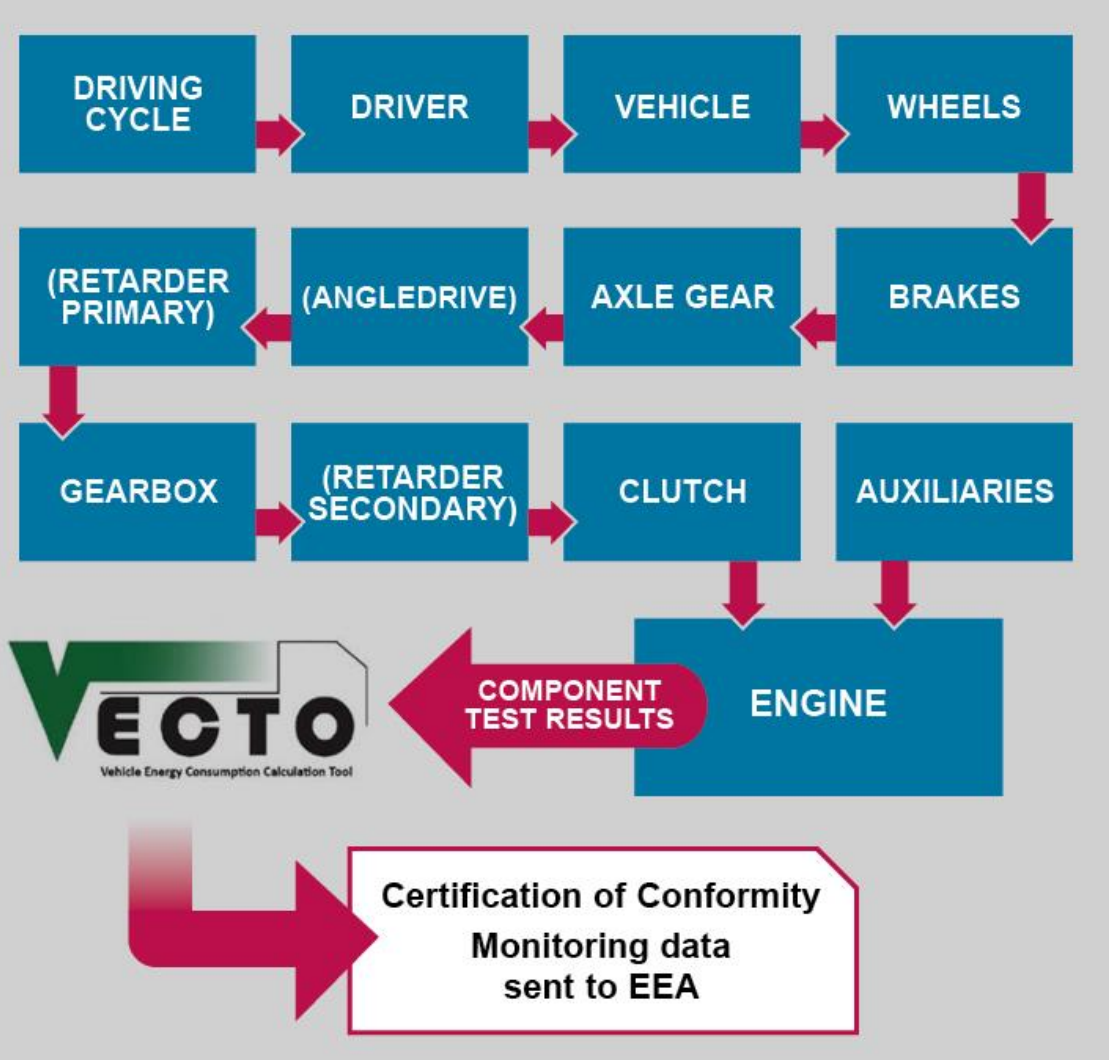 DRIVING
CYCLE
DRIVER
VEHICLE
WHEELS
(RETARDER
PRIMARY)
(ANGLEDRIVE)
AXLE GEAR
BRAKES
GEARBOX
(RETARDER
SECONDARY)
CLUTCH
AUXILIARIES
VECTO
Vehicle Energy Consumption Calculation Tool
COMPONENT
TEST RESULTS
ENGINE
Certification of Conformity
Monitoring data
sent to EEA